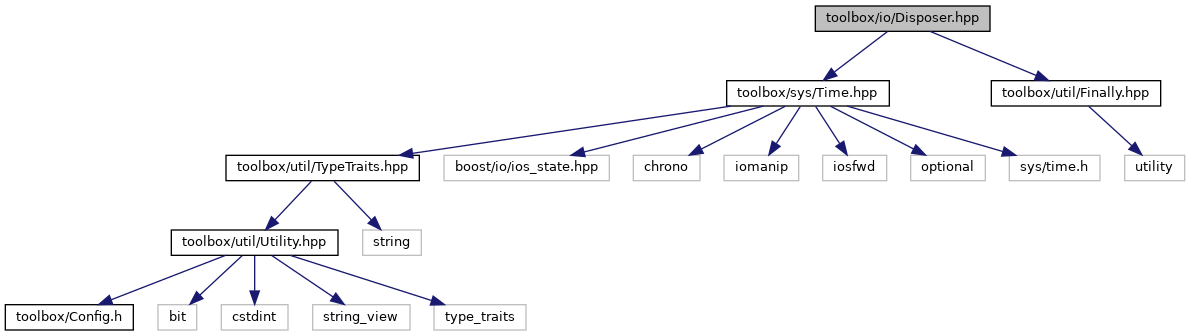 toolbox/io/Disposer.hpp
toolbox/sys/Time.hpp
toolbox/util/Finally.hpp
toolbox/util/TypeTraits.hpp
boost/io/ios_state.hpp
chrono
iomanip
iosfwd
optional
sys/time.h
utility
toolbox/util/Utility.hpp
string
toolbox/Config.h
bit
cstdint
string_view
type_traits